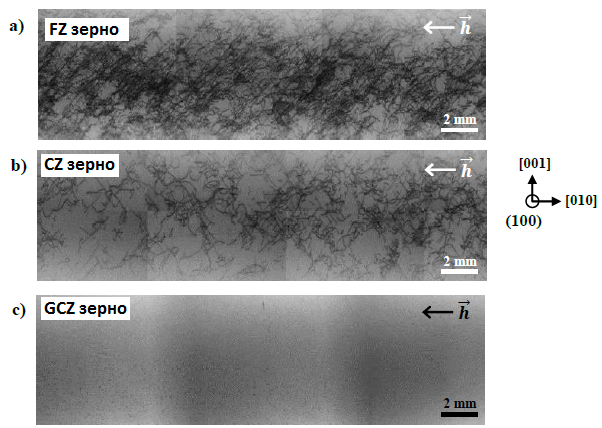 a) FZ зерно h
2 mm
b) CZ зерно h
2 mm
[001]
[010]
(100)
c) GCZ зерно h
2 mm